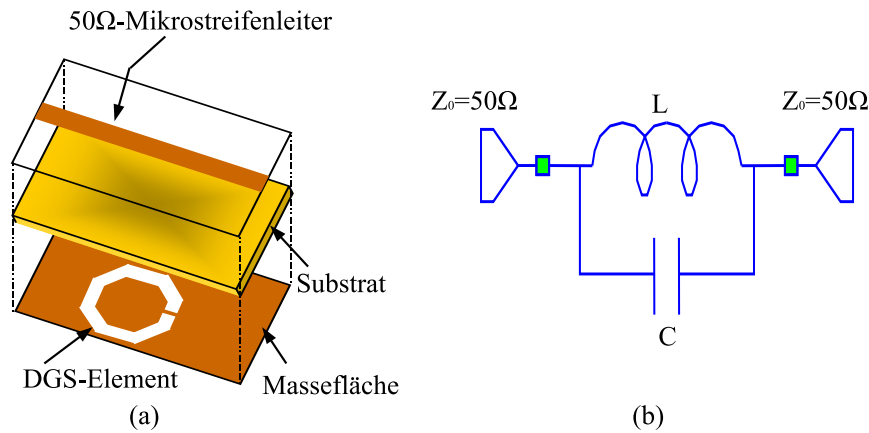 50Ω-Mikrostreifenleiter
Substrat
DGS-Element
Massefläche
(a)
Z₀=50Ω
L
Z₀=50Ω
C
(b)